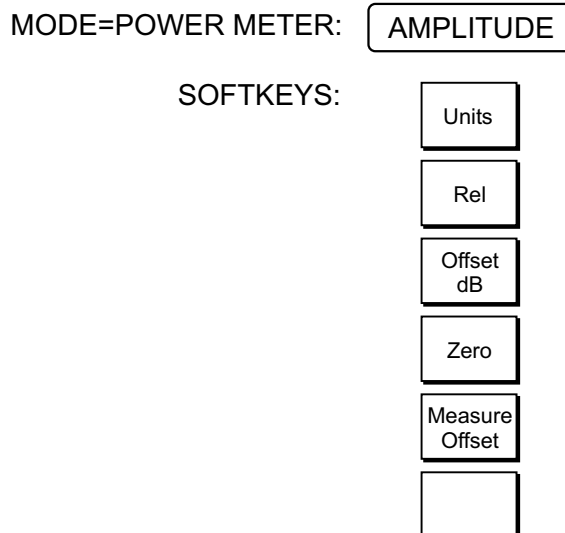 MODE=POWER METER: AMPLITUDE
SOFTKEYS:
Units
Rel
Offset
dB
Zero
Measure
Offset